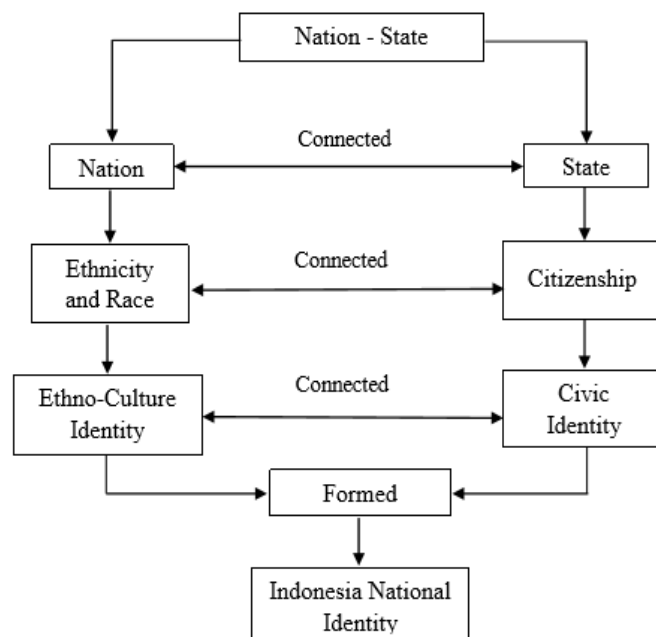 Nation - State
Connected
Nation
State
Connected
Ethnicity
and Race
Citizenship
Connected
Ethno-Culture
Identity
Civic
Identity
Formed
Indonesia National
Identity